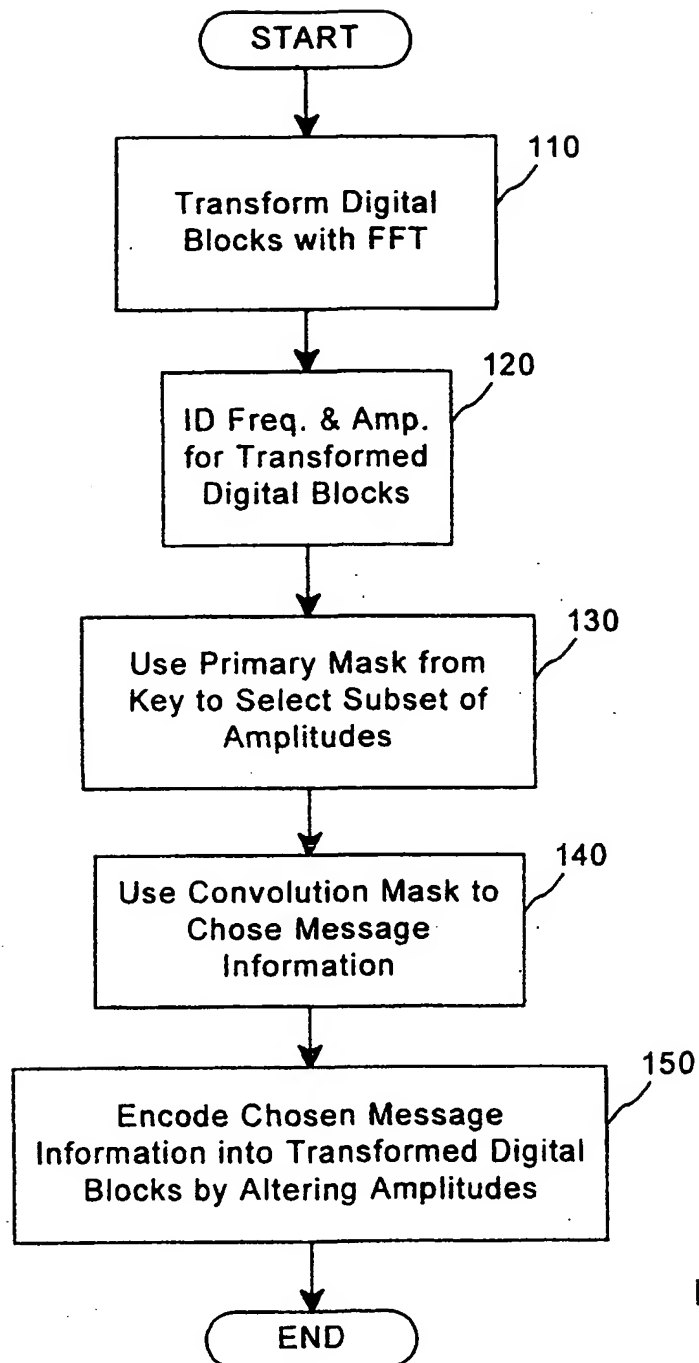 START
110
Transform Digital
Blocks with FFT
120
ID Freq. & Amp.
for Transformed
Digital Blocks
130
Use Primary Mask from
Key to Select Subset of
Amplitudes
140
Use Convolution Mask to
Chose Message
Information
150
Encode Chosen Message
Information into Transformed Digital
Blocks by Altering Amplitudes
END